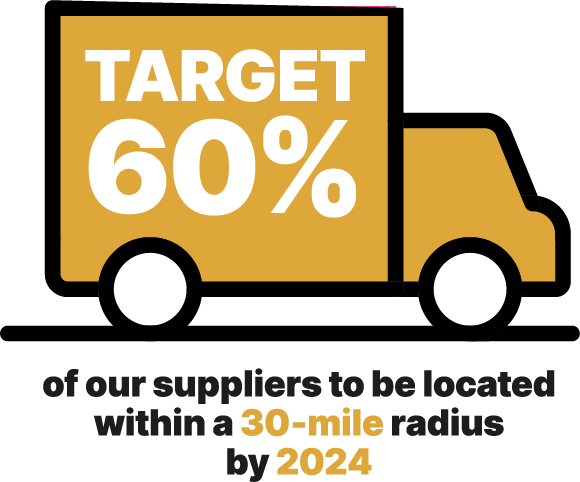 TARGET
60%
of our suppliers to be located
within a 30-mile radius
by 2024